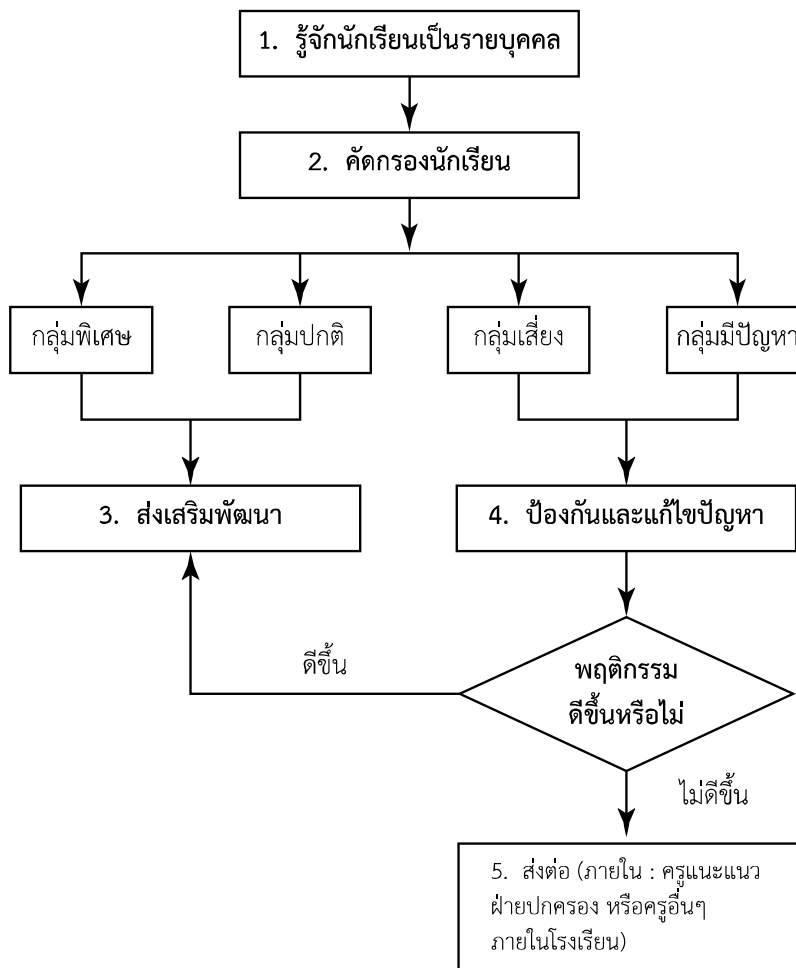 1. รู้จักนักเรียนเป็นรายบุคคล
2. คัดกรองนักเรียน
กลุ่มพิเศษ
กลุ่มปกติ
กลุ่มเสี่ยง
กลุ่มมีปัญหา
3. ส่งเสริมพัฒนา
4. ป้องกันและแก้ไขปัญหา
ดีขึ้น
พฤติกรรม
ดีขึ้นหรือไม่
ไม่ดีขึ้น
5. ส่งต่อ (ภายใน : ครูแนะแนว
ฝ่ายปกครอง หรือครูอื่นๆ
ภายในโรงเรียน)